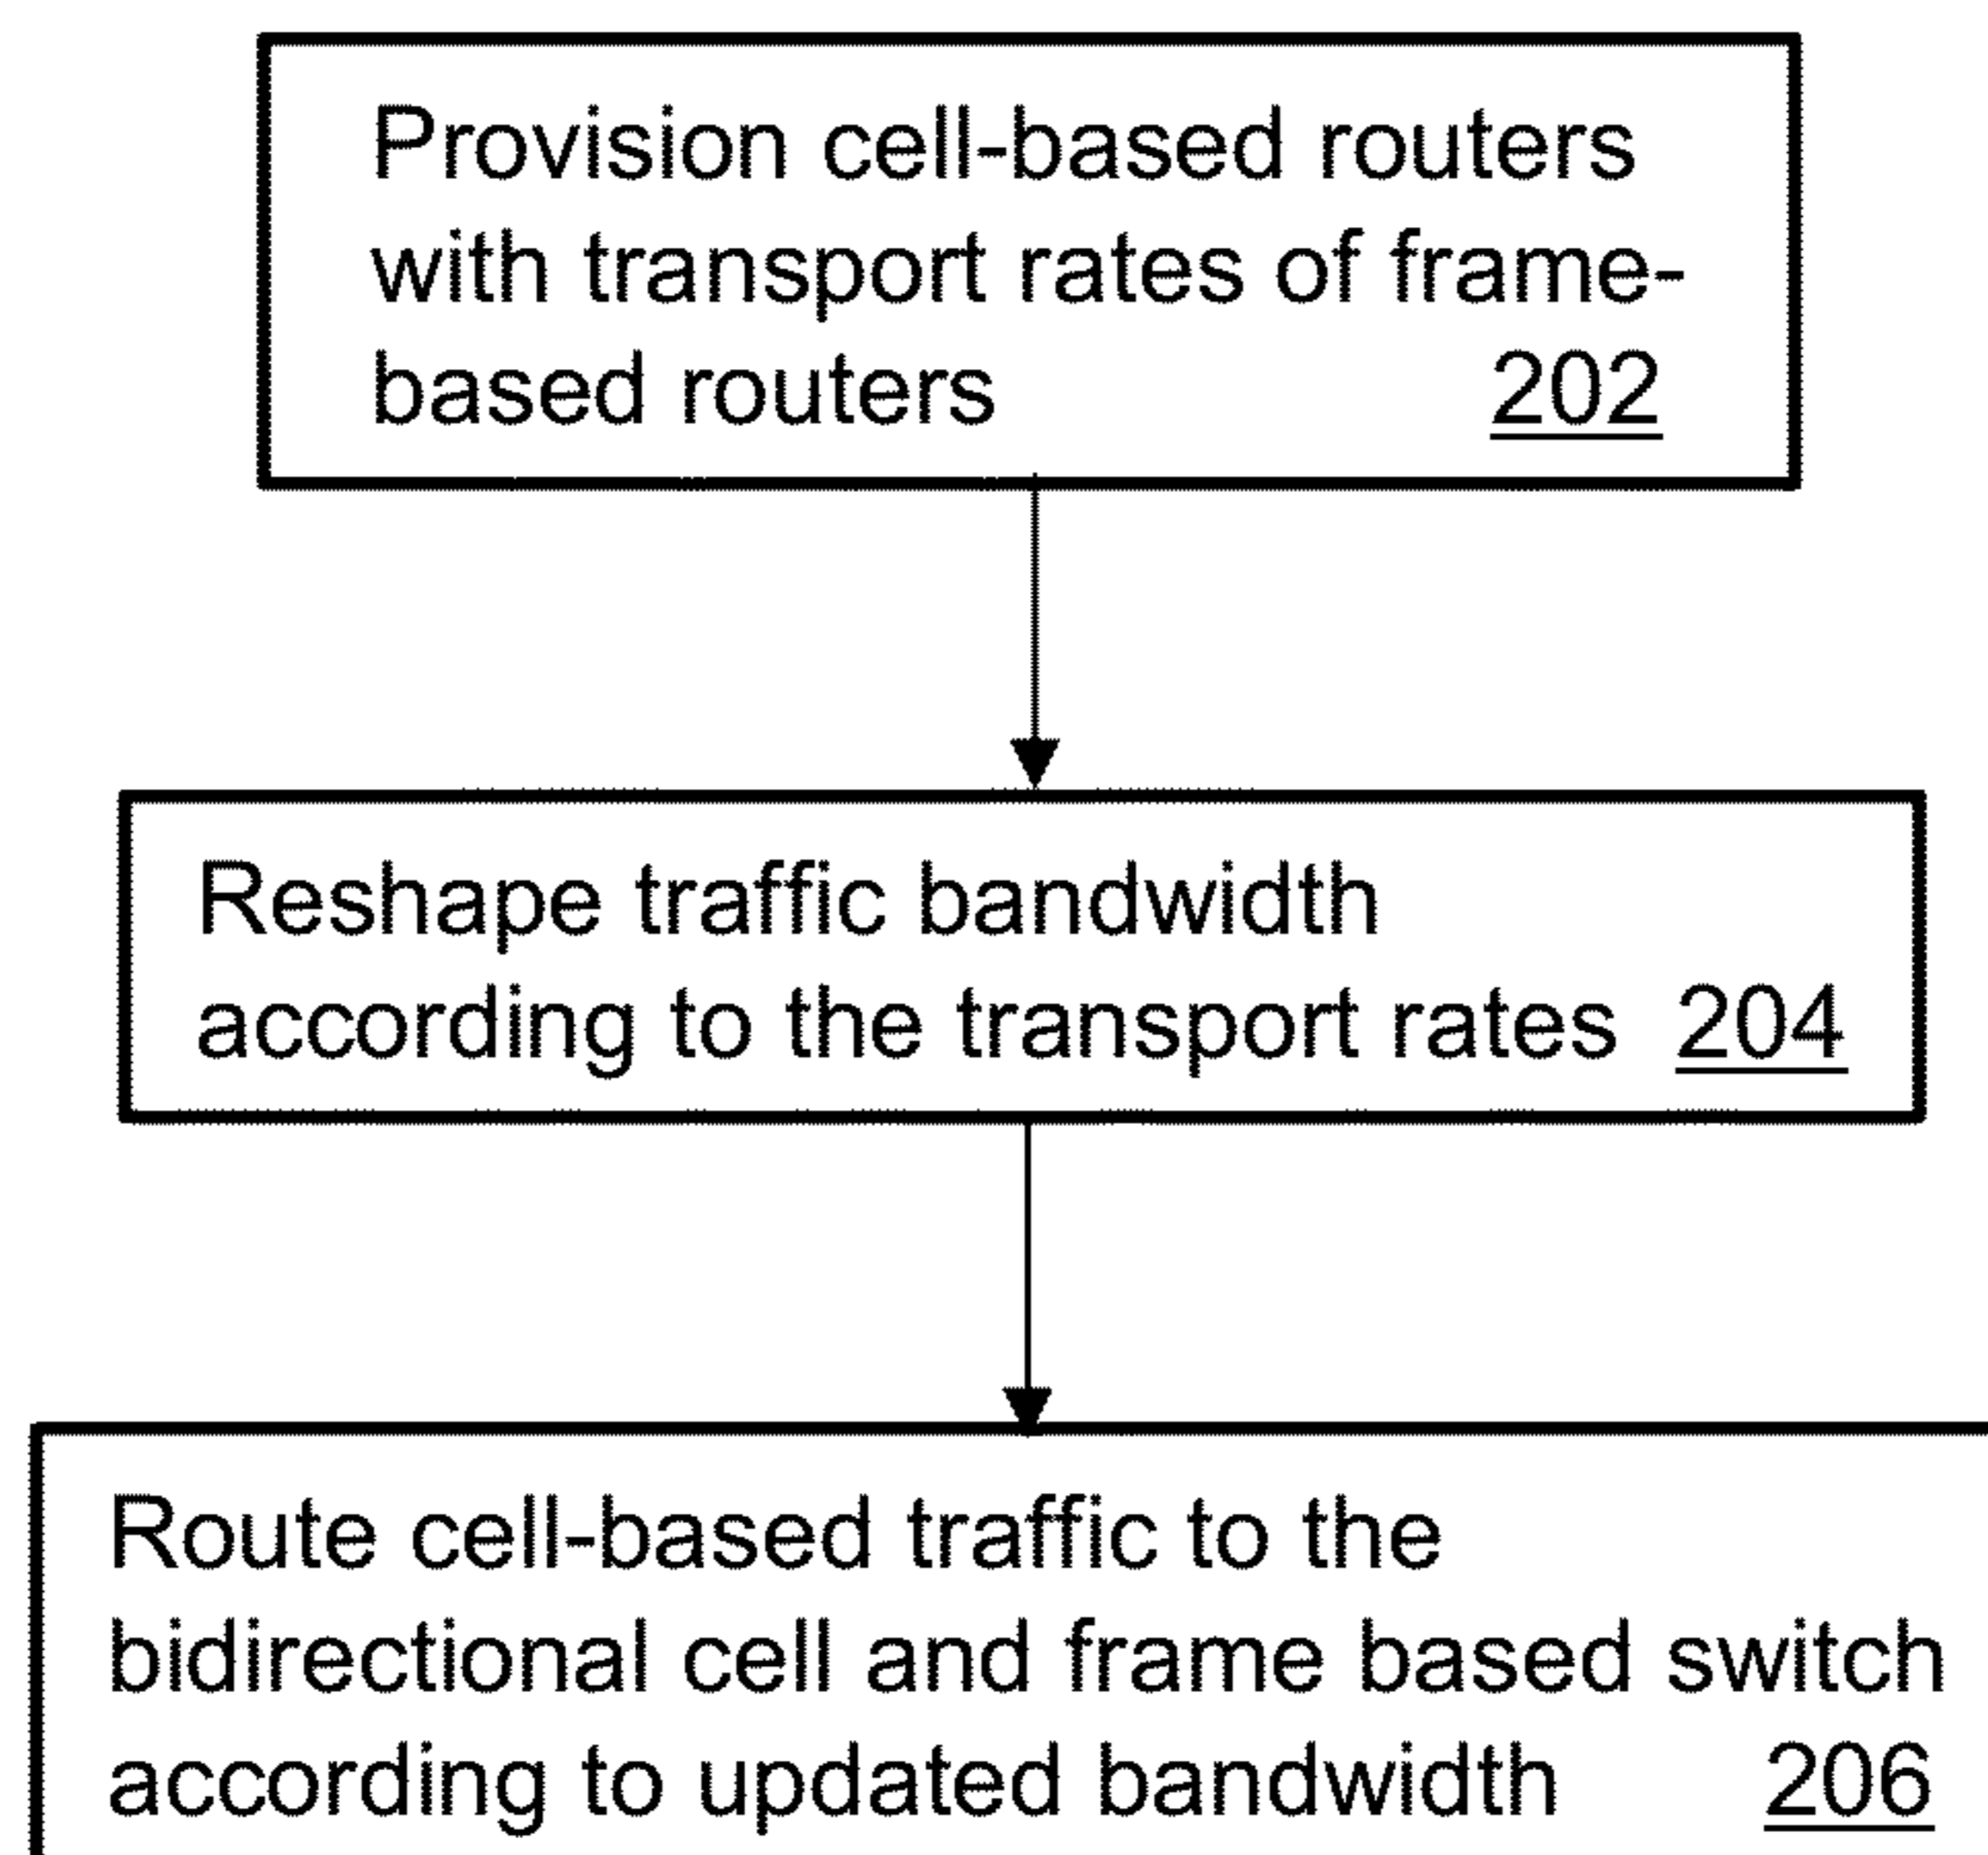 Provision cell-based routers
with transport rates of frame-
based routers 202
Reshape traffic bandwidth
according to the transport rates 204
Route cell-based traffic to the
bidirectional cell and frame based switch
according to updated bandwidth 206